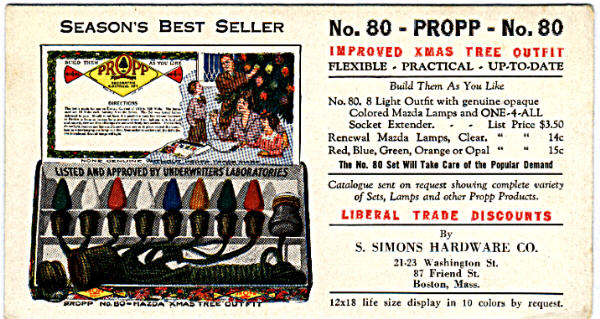 SEASON'S BEST SELLER
BUILD THEM AS YOU LIKE
PROPP
DIRECTIONS
NONE GENUINE
LISTED AND APPROVED BY UNDERWRITERS LABORATORIES
PROPP NO. 80-MAZDA XMAS TREE OUTFIT
No. 80 - PROPP - No. 80
IMPROVED XMAS TREE OUTFIT
FLEXIBLE - PRACTICAL - UP-TO-DATE
Build Them As You Like
No. 80. 8 Light Outfit with genuine opaque
Colored Mazda Lamps and ONE-4-ALL
Socket Extender. - - List Price $3.50
Renewal Mazda Lamps, Clear. " " 14c
Red, Blue, Green, Orange or Opal " " 15c
The No. 80 Set Will Take Care of the Popular Demand
Catalogue sent on request showing complete variety
of Sets, Lamps and other Propp Products.
LIBERAL TRADE DISCOUNTS
By
S. SIMONS HARDWARE CO.
21-23 Washington St.
87 Friend St.
Boston, Mass.
12x18 life size display in 10 colors by request.